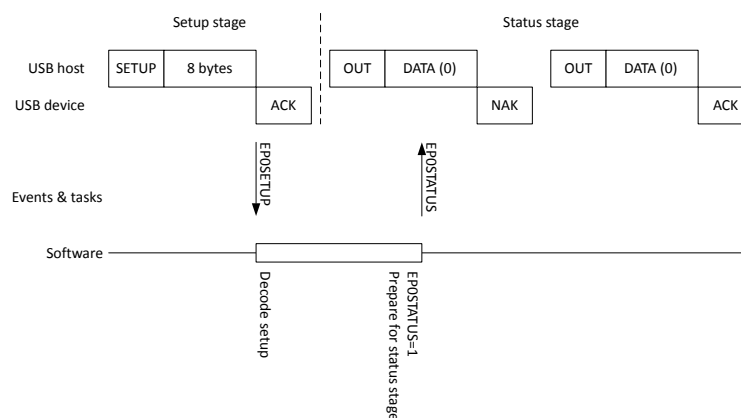 Setup stage
Status stage
USB host
SETUP
8 bytes
OUT
DATA (0)
OUT
DATA (0)
USB device
ACK
NAK
ACK
EP0SETUP
EP0STATUS
Events & tasks
Software
Decode setup
EP0STATUS=1
Prepare for status stage